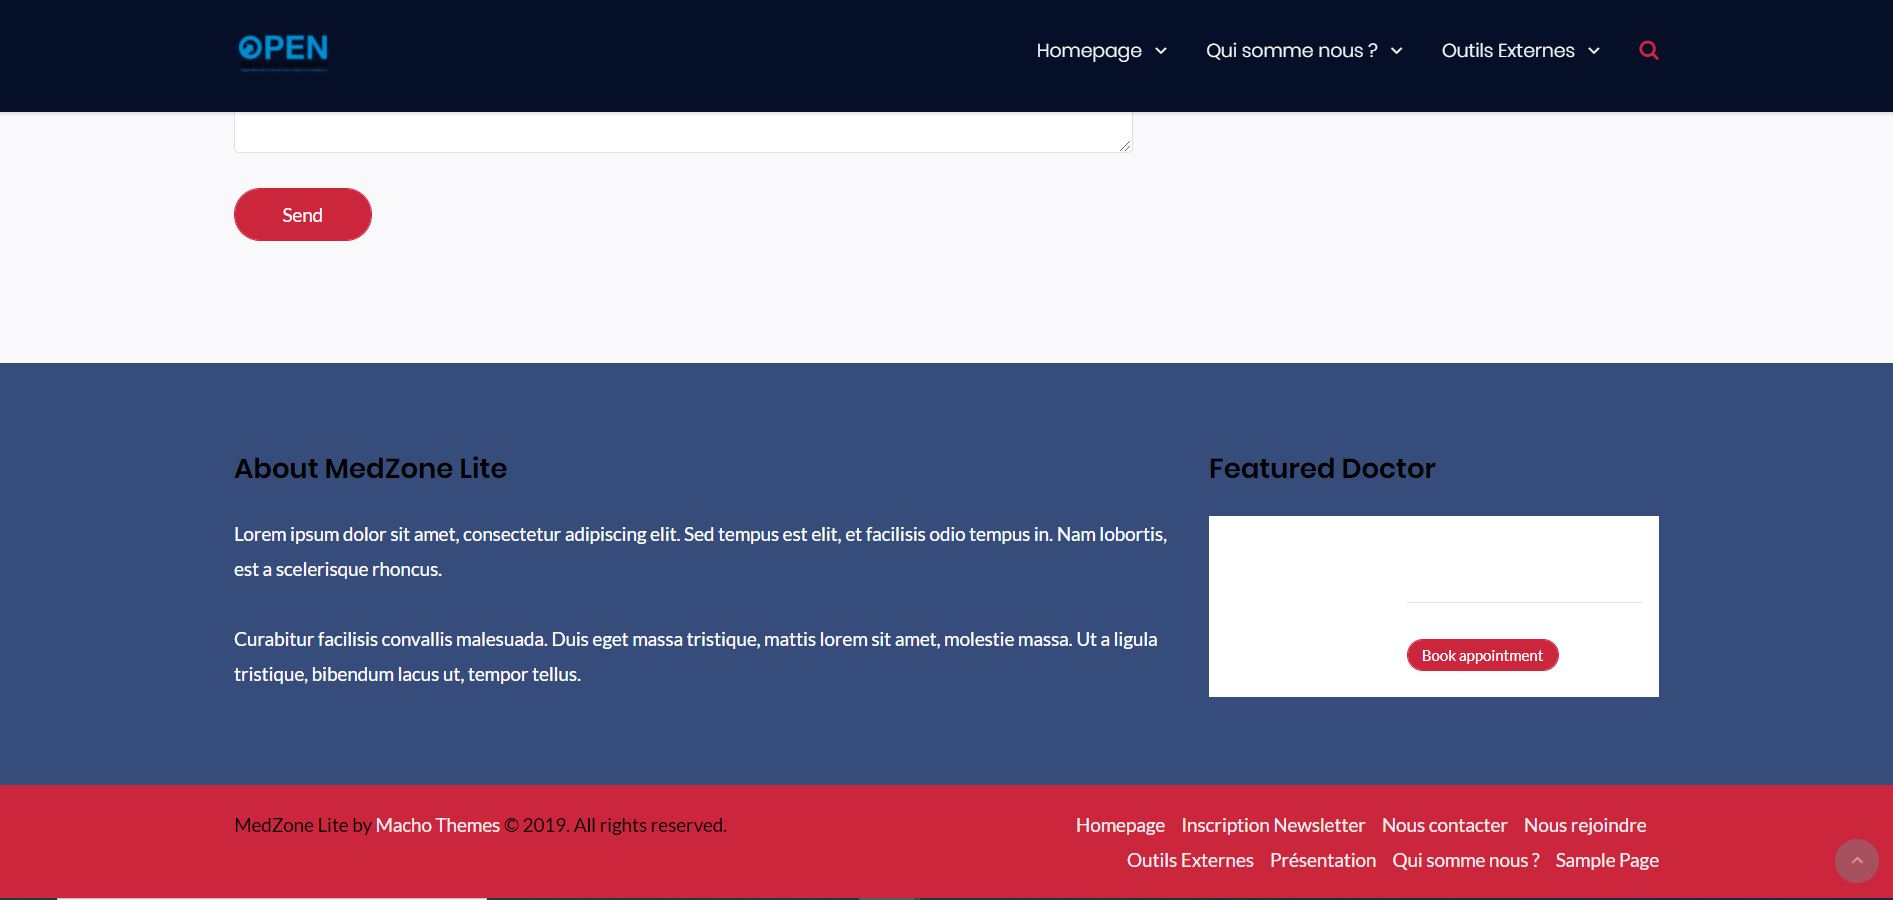 OPEN
Homepage Qui somme nous ? Outils Externes
Send
About MedZone Lite
Lorem ipsum dolor sit amet, consectetur adipiscing elit. Sed tempus est elit, et facilisis odio tempus in. Nam lobortis,
est a scelerisque rhoncus.
Curabitur facilisis convallis malesuada. Duis eget massa tristique, mattis lorem sit amet, molestie massa. Ut a ligula
tristique, bibendum lacus ut, tempor tellus.
Featured Doctor
Book appointment
MedZone Lite by Macho Themes © 2019. All rights reserved.
Homepage Inscription Newsletter Nous contacter Nous rejoindre
Outils Externes Présentation Qui somme nous ? Sample Page